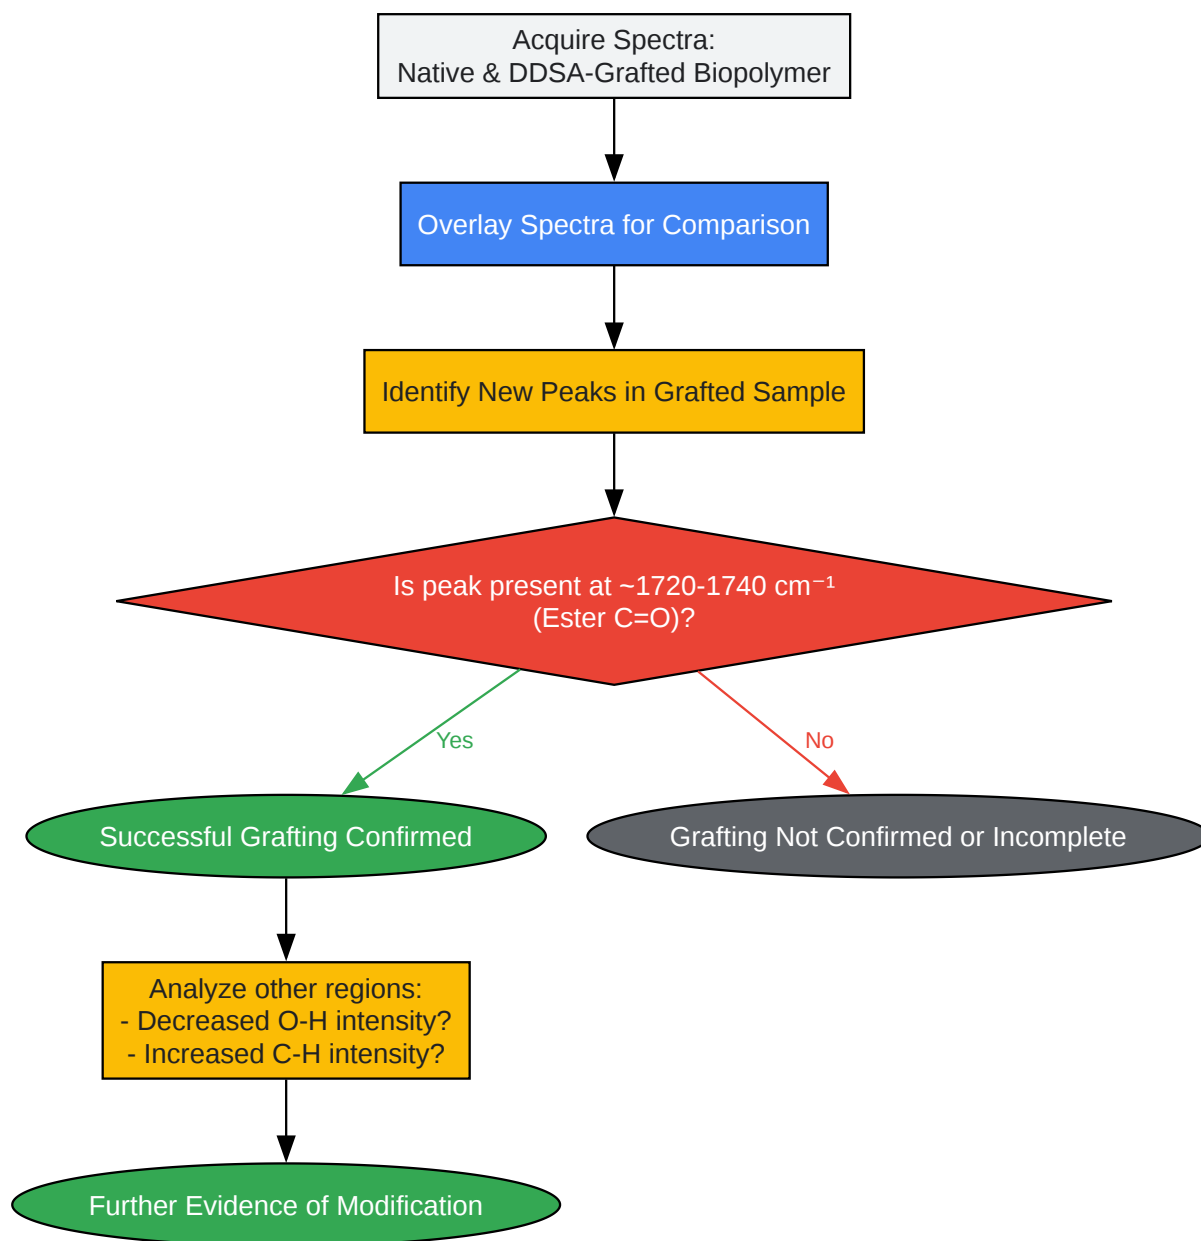 Acquire Spectra:
Native & DDSA-Grafted Biopolymer
Overlay Spectra for Comparison
Identify New Peaks in Grafted Sample
Is peak present at ~1720-1740 cm⁻¹
(Ester C=O)?
Yes
No
Successful Grafting Confirmed
Grafting Not Confirmed or Incomplete
Analyze other regions:
- Decreased O-H intensity?
- Increased C-H intensity?
Further Evidence of Modification